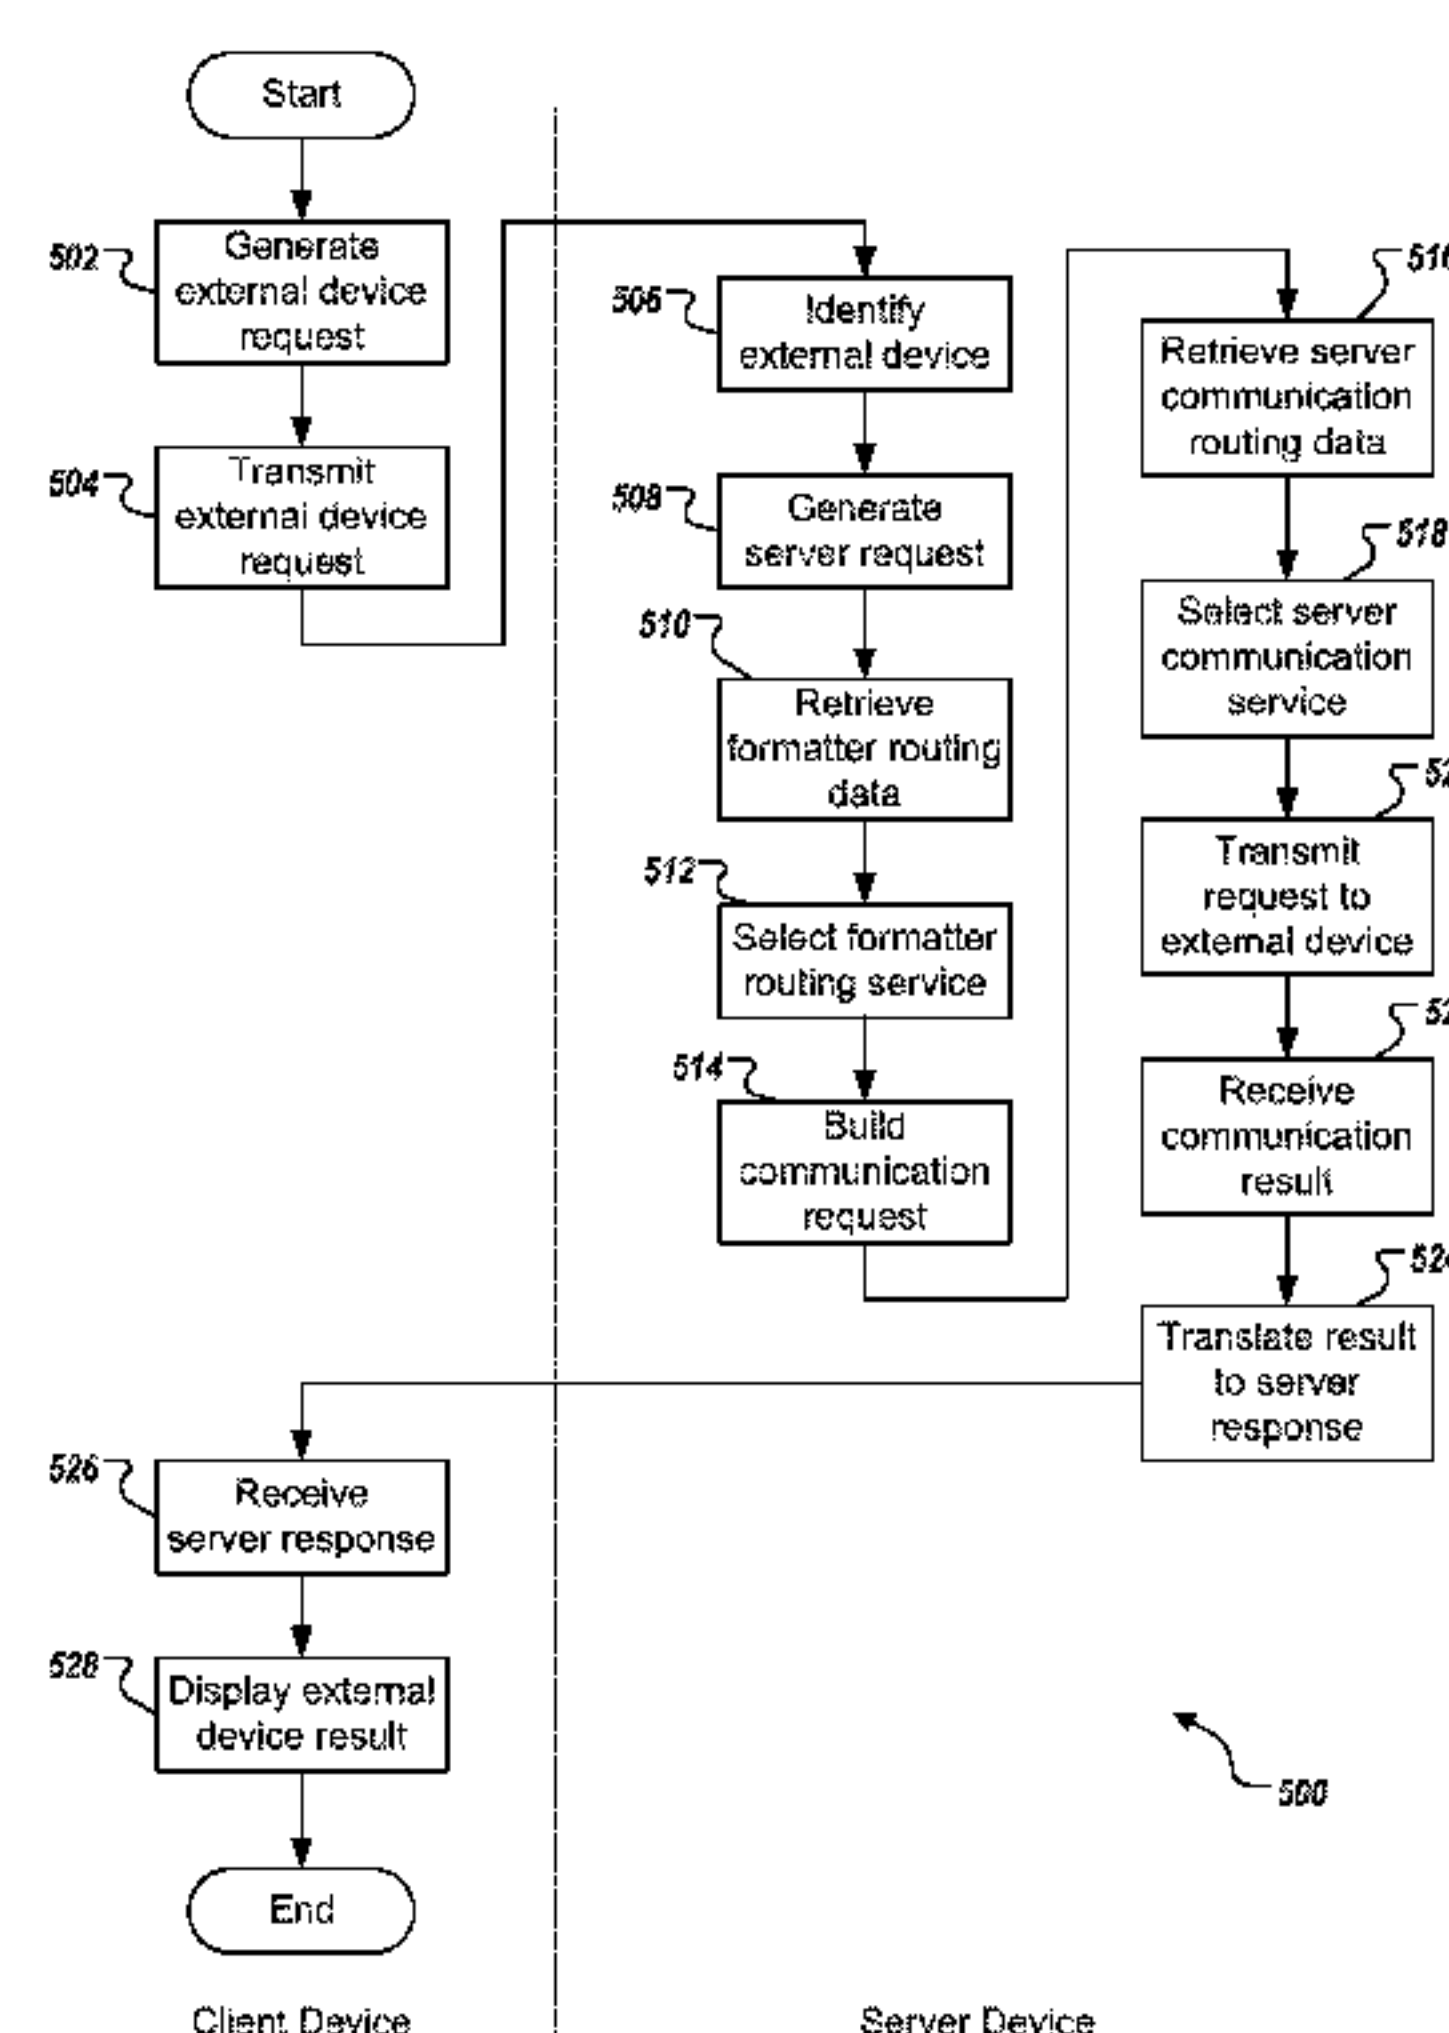 Start
502
Generate
external device
request
504
Transmit
external device
request
506
Identify
external device
508
Generate
server request
510
Retrieve
formatter routing
data
512
Select formatter
routing service
514
Build
communication
request
516
Retrieve server
communication
routing data
518
Select server
communication
service
Transmit
request to
external device
Receive
communication
result
524
Translate result
to server
response
526
Receive
server response
528
Display external
device result
End
500
Client Device
Server Device